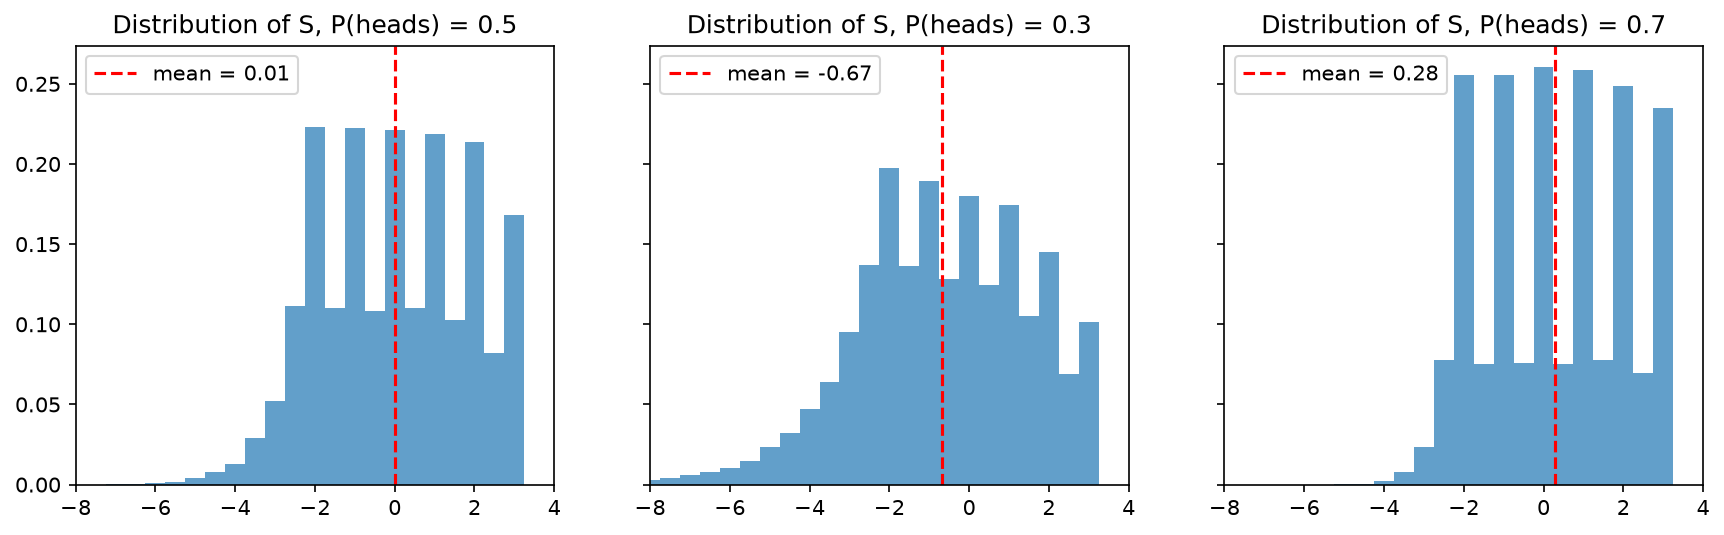 Distribution of S, P(heads) = 0.5
mean = 0.01
0.25
0.20
0.15
0.10
0.05
0.00
−8 −6 −4 −2 0 2 4
Distribution of S, P(heads) = 0.3
mean = -0.67
−8 −6 −4 −2 0 2 4
Distribution of S, P(heads) = 0.7
mean = 0.28
−8 −6 −4 −2 0 2 4